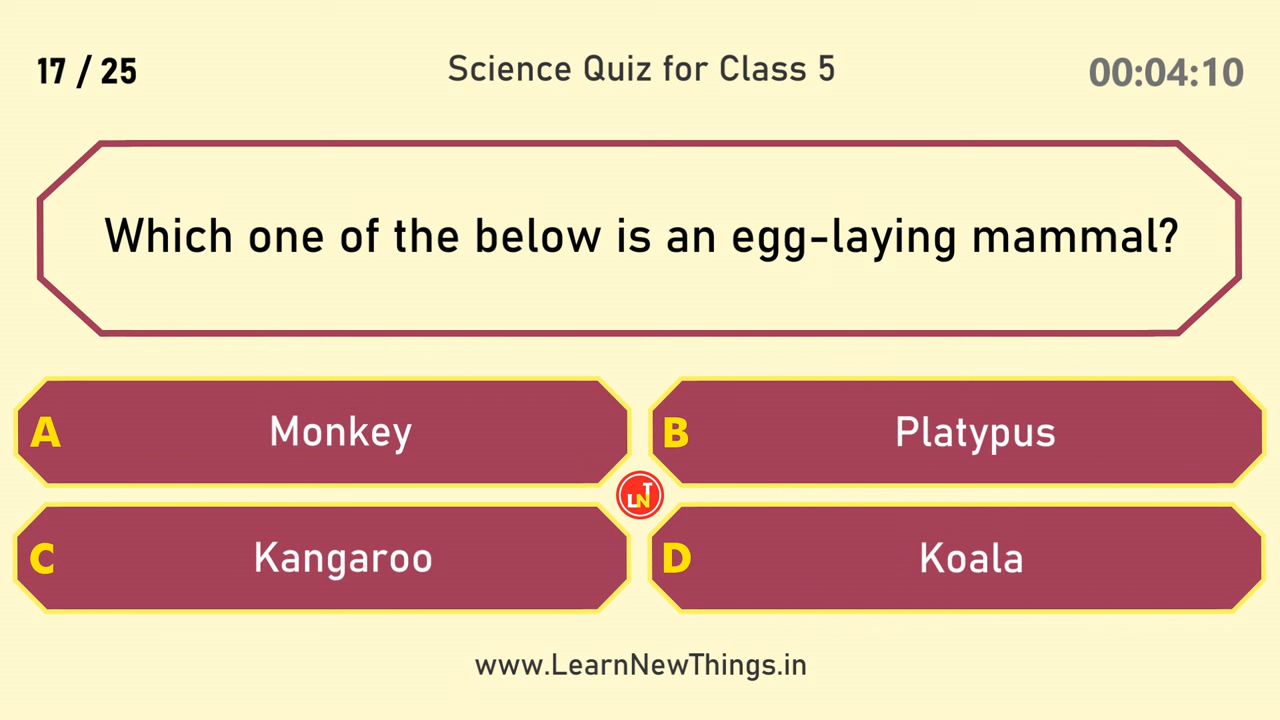 17 / 25
Science Quiz for Class 5
00:04:10
Which one of the below is an egg-laying mammal?
A Monkey
B Platypus
LNT
C Kangaroo
D Koala
www.LearnNewThings.in